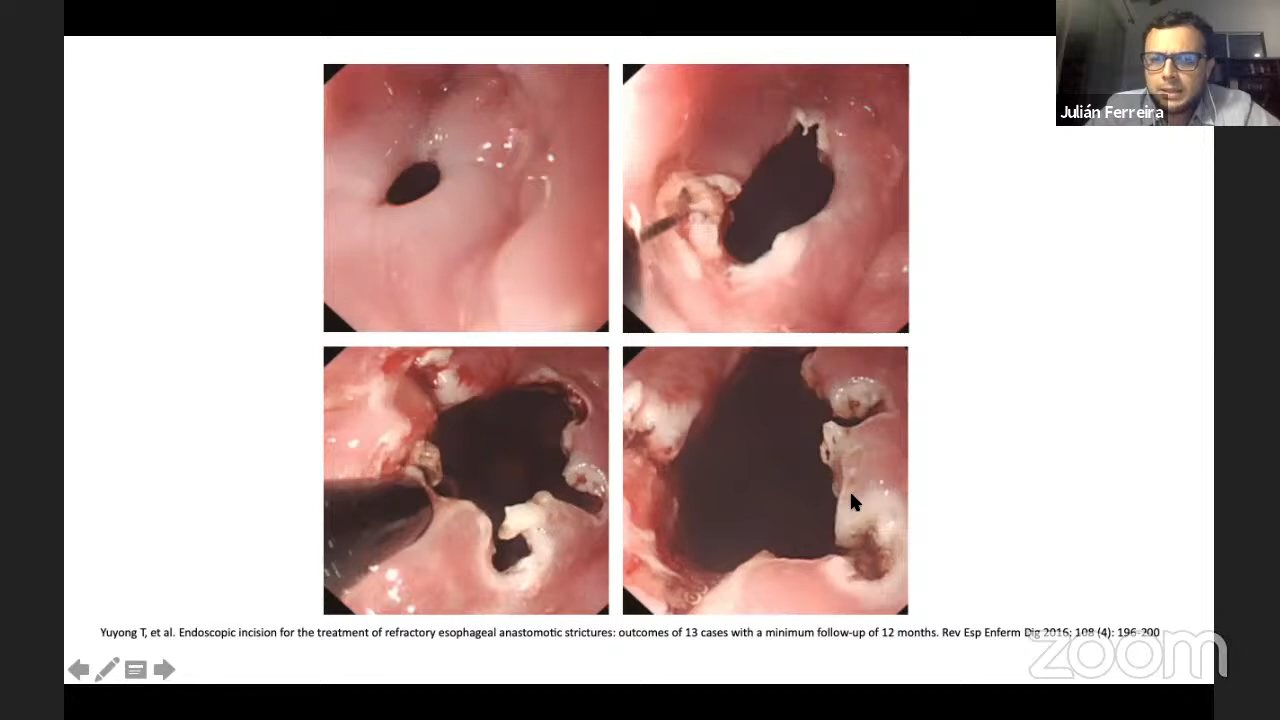 Julián Ferreira
Yuyong T, et al. Endoscopic incision for the treatment of refractory esophageal anastomotic strictures: outcomes of 13 cases with a minimum follow-up of 12 months. Rev Esp Enferm Dig 2016; 108 (4): 196-200
zoom